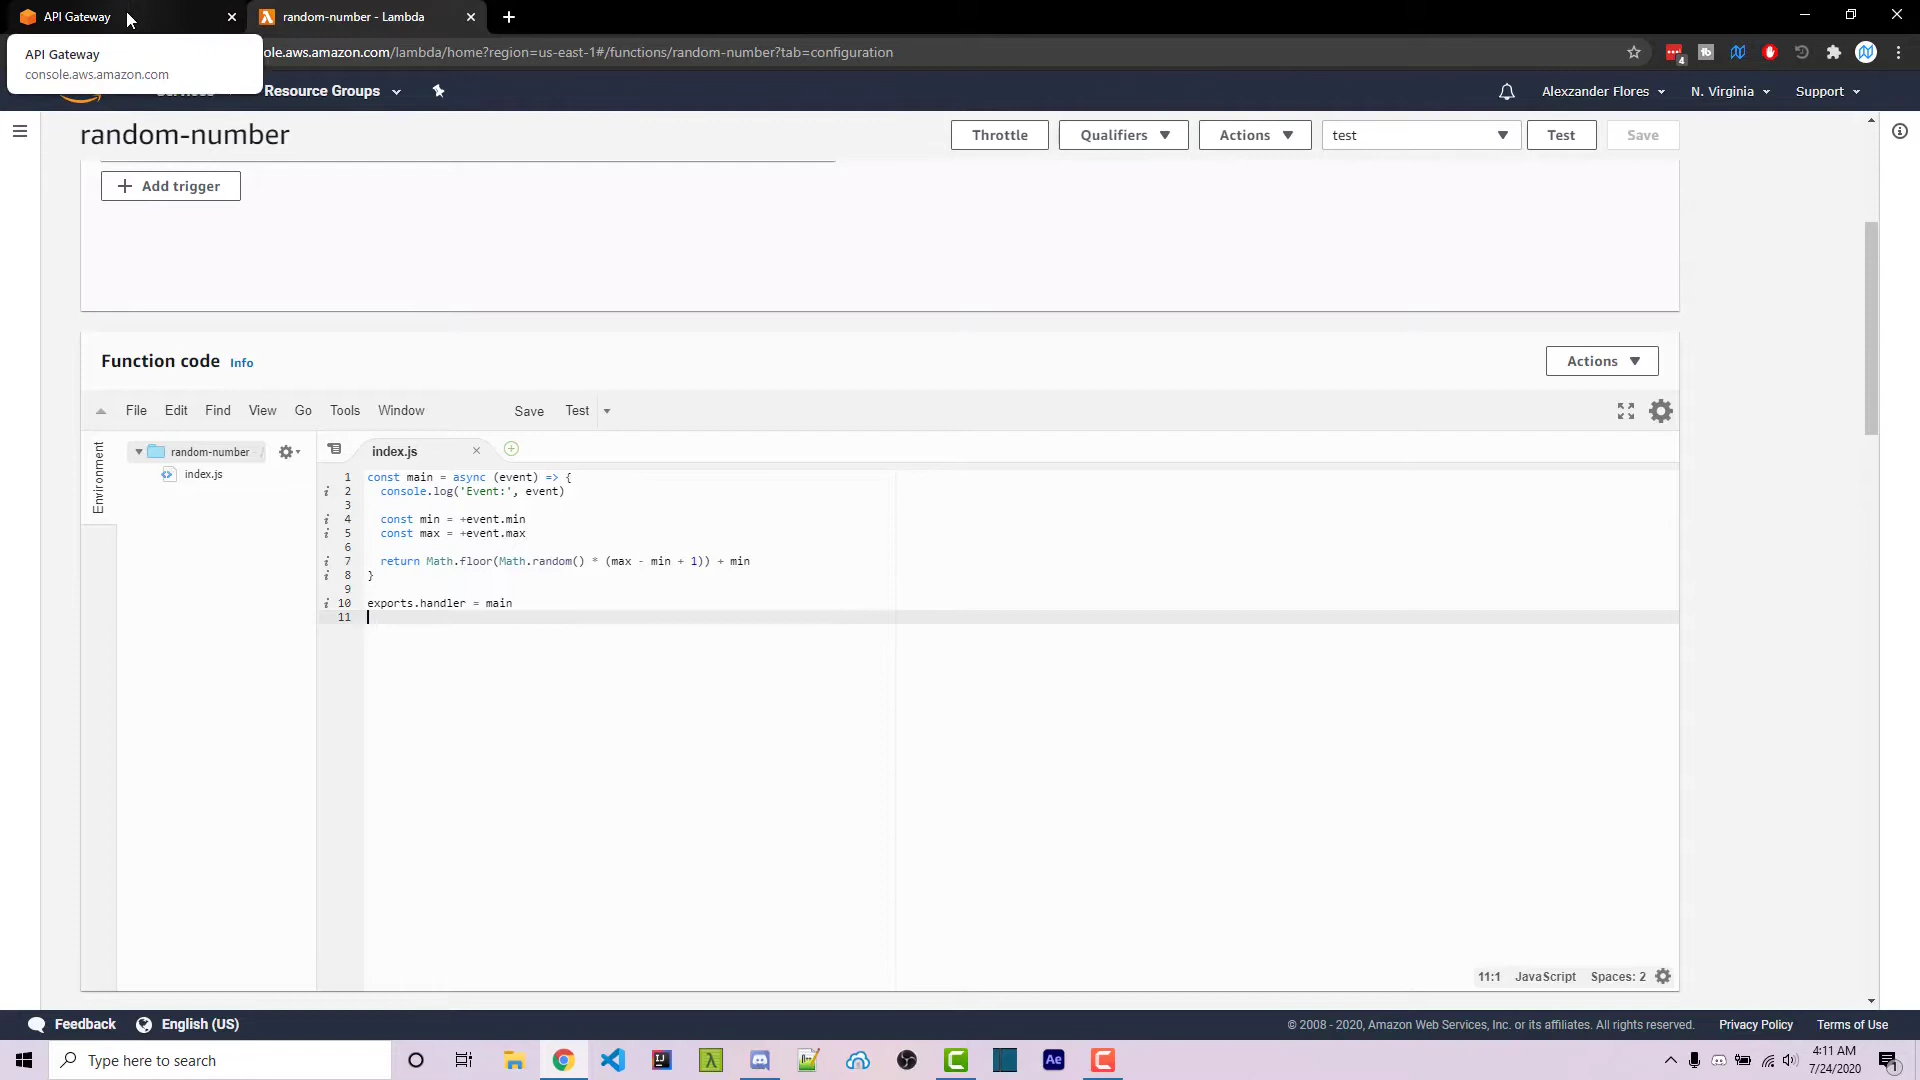 API Gateway
random-number - Lambda
API Gateway
console.aws.amazon.com
ole.aws.amazon.com/lambda/home?region=us-east-1#/functions/random-number?tab=configuration
4
Resource Groups
Alexzander Flores
N. Virginia
Support
random-number
Throttle
Qualifiers
Actions
test
Test
Save
Add trigger
Function code Info
Actions
File Edit Find View Go Tools Window Save Test
Environment
random-number
index.js
index.js
1 const main = async (event) => {
2 console.log('Event:', event)
3
4 const min = +event.min
5 const max = +event.max
6
7 return Math.floor(Math.random() * (max - min + 1)) + min
8 }
9
10 exports.handler = main
11
11:1 JavaScript Spaces: 2
Feedback English (US)
© 2008 - 2020, Amazon Web Services, Inc. or its affiliates. All rights reserved. Privacy Policy Terms of Use
Type here to search
4:11 AM
7/24/2020